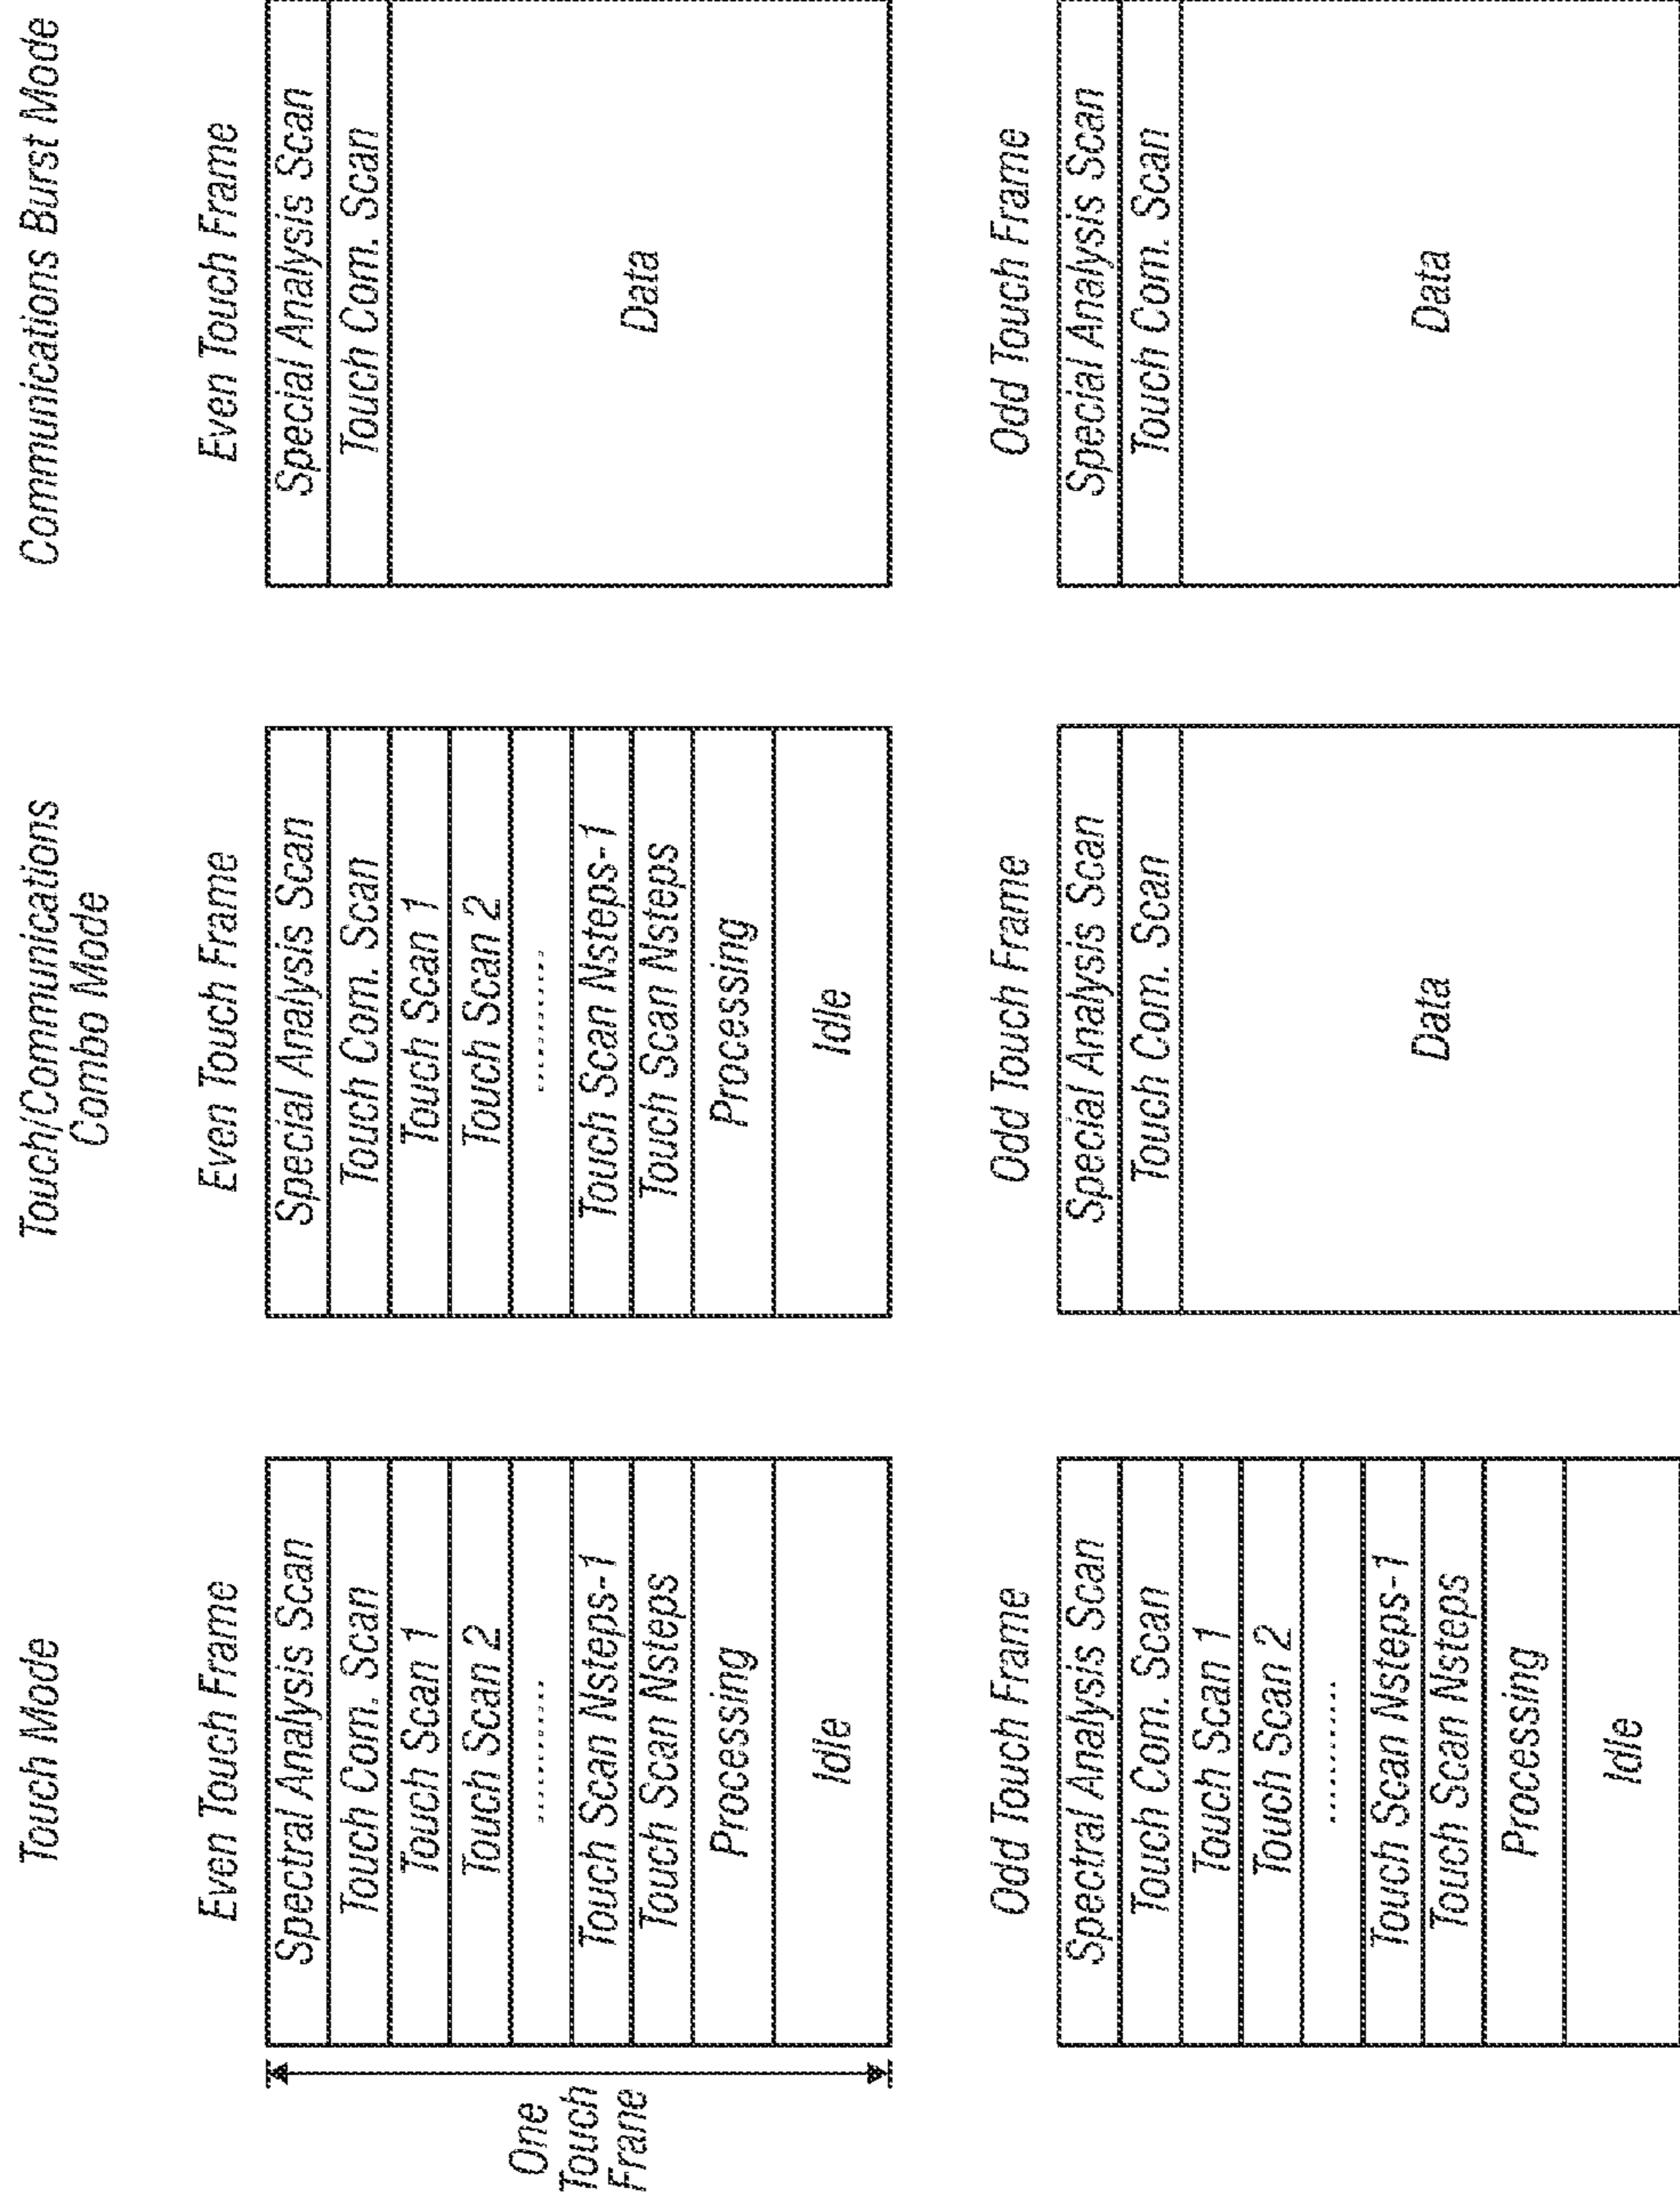 Touch Mode
Even Touch Frame
One
Touch
Frane
Spectral Analysis Scan
Touch Com. Scan
Touch Scan 1
Touch Scan 2
..........
Touch Scan Nsteps-1
Touch Scan Nsteps
Processing
Idle
Odd Touch Frame
Spectral Analysis Scan
Touch Com. Scan
Touch Scan 1
Touch Scan 2
..........
Touch Scan Nsteps-1
Touch Scan Nsteps
Processing
Idle
Touch/Communications
Combo Mode
Even Touch Frame
Special Analysis Scan
Touch Com. Scan
Touch Scan 1
Touch Scan 2
..........
Touch Scan Nsteps-1
Touch Scan Nsteps
Processing
Idle
Odd Touch Frame
Special Analysis Scan
Touch Com. Scan
Data
Communications Burst Mode
Even Touch Frame
Special Analysis Scan
Touch Com. Scan
Data
Odd Touch Frame
Special Analysis Scan
Touch Com. Scan
Data